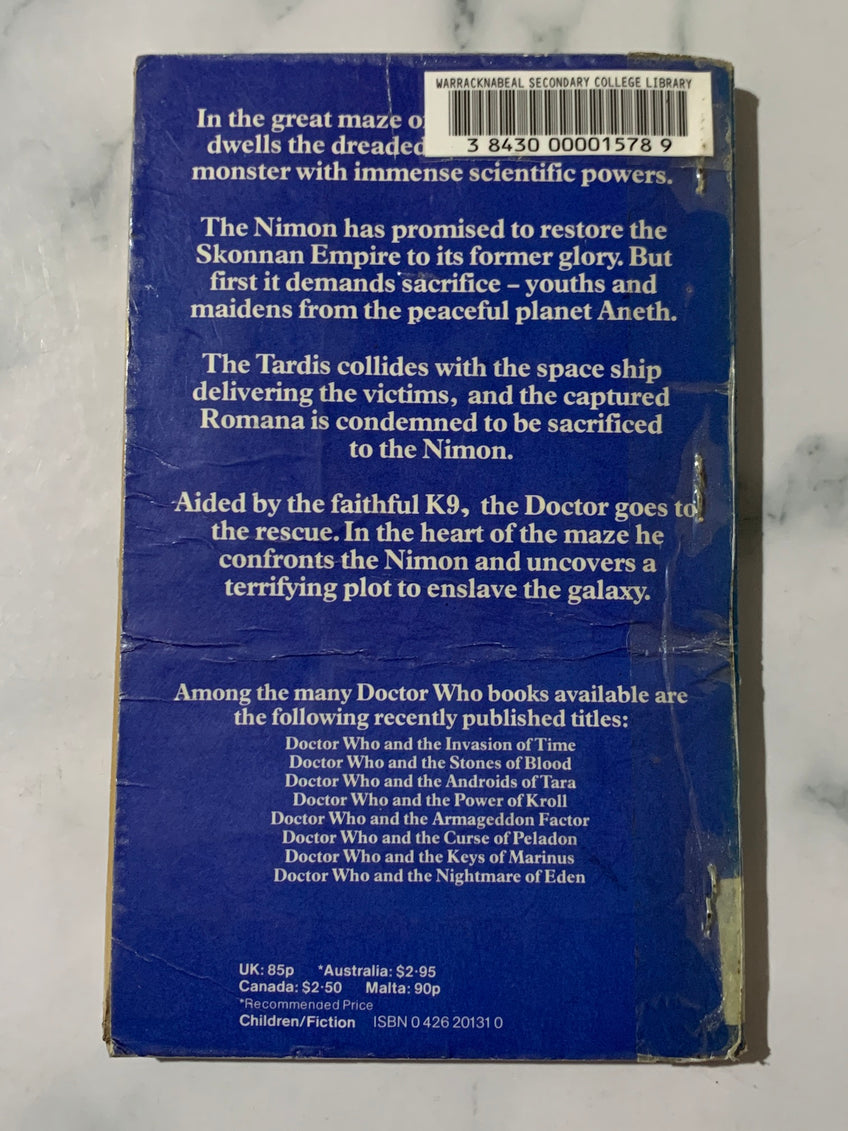 WARRACKNABEAL SECONDARY COLLEGE LIBRARY
3 8430 00001578 9
In the great maze
dwells the dreaded
monster with immense scientific powers.
The Nimon has promised to restore the
Skonnan Empire to its former glory. But
first it demands sacrifice – youths and
maidens from the peaceful planet Aneth.
The Tardis collides with the space ship
delivering the victims, and the captured
Romana is condemned to be sacrificed
to the Nimon.
Aided by the faithful K9, the Doctor goes to
the rescue. In the heart of the maze he
confronts the Nimon and uncovers a
terrifying plot to enslave the galaxy.
Among the many Doctor Who books available are
the following recently published titles:
Doctor Who and the Invasion of Time
Doctor Who and the Stones of Blood
Doctor Who and the Androids of Tara
Doctor Who and the Power of Kroll
Doctor Who and the Armageddon Factor
Doctor Who and the Curse of Peladon
Doctor Who and the Keys of Marinus
Doctor Who and the Nightmare of Eden
UK: 85p *Australia: $2·95
Canada: $2·50 Malta: 90p
*Recommended Price
Children/Fiction ISBN 0 426 20131 0